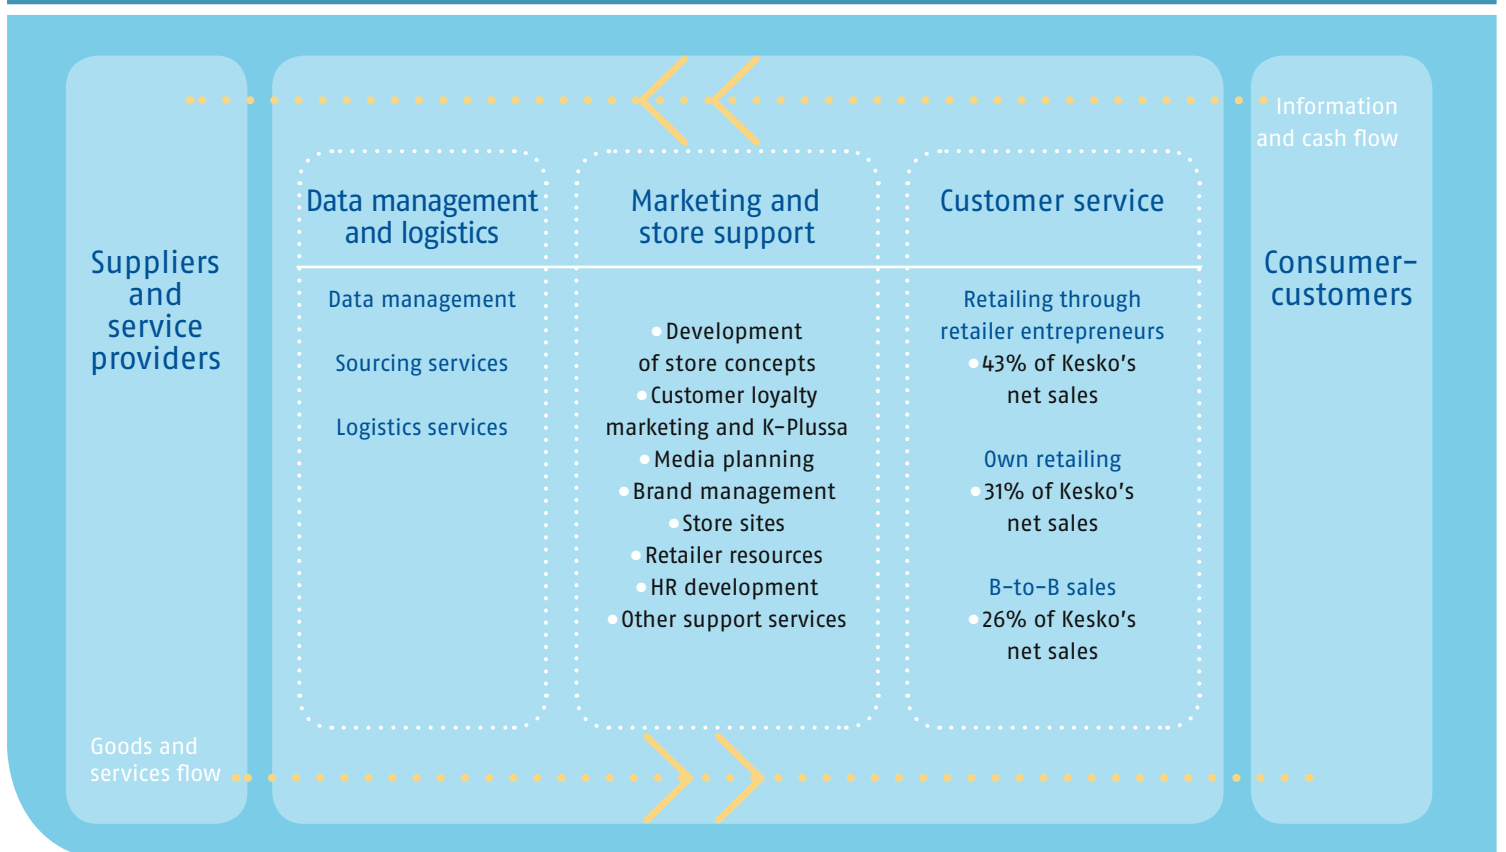 Information
and cash flow
Suppliers
and
service
providers
Data management
and logistics
Data management
Sourcing services
Logistics services
Marketing and
store support
•Development
of store concepts
•Customer loyalty
marketing and K-Plussa
•Media planning
•Brand management
•Store sites
•Retailer resources
•HR development
•Other support services
Customer service
Retailing through
retailer entrepreneurs
•43% of Kesko's
net sales
Own retailing
•31% of Kesko's
net sales
B-to-B sales
•26% of Kesko's
net sales
Consumer-
customers
Goods and
services flow